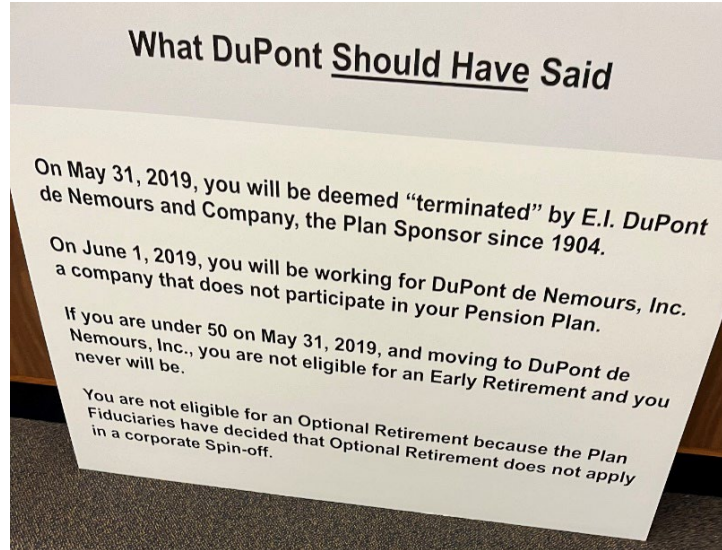 What DuPont Should Have Said
On May 31, 2019, you will be deemed “terminated” by E.I. DuPont
de Nemours and Company, the Plan Sponsor since 1904.
On June 1, 2019, you will be working for DuPont de Nemours, Inc.
a company that does not participate in your Pension Plan.
If you are under 50 on May 31, 2019, and moving to DuPont de
Nemours, Inc., you are not eligible for an Early Retirement and you
never will be.
You are not eligible for an Optional Retirement because the Plan
Fiduciaries have decided that Optional Retirement does not apply
in a corporate Spin-off.